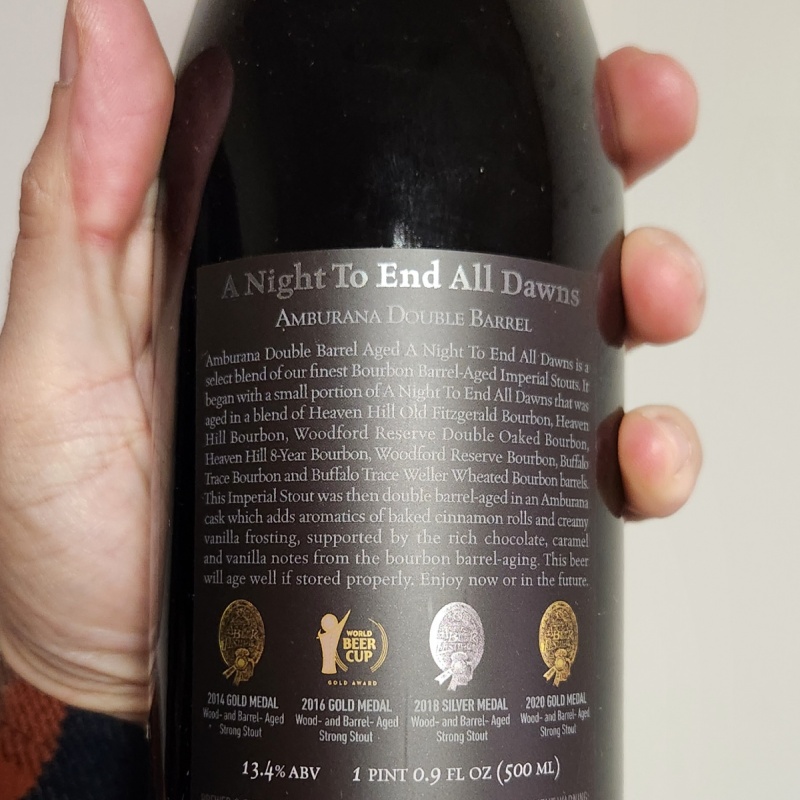 A Night To End All Dawns
Amburana Double Barrel
Amburana Double Barrel Aged A Night To End All Dawns is a
select blend of our finest Bourbon Barrel-Aged Imperial Stouts. It
began with a small portion of A Night To End All Dawns that was
aged in a blend of Heaven Hill Old Fitzgerald Bourbon, Heaven
Hill Bourbon, Woodford Reserve Double Oaked Bourbon,
Heaven Hill 8-Year Bourbon, Woodford Reserve Bourbon, Buffalo
Trace Bourbon and Buffalo Trace Weller Wheated Bourbon barrels.
This Imperial Stout was then double barrel-aged in an Amburana
cask which adds aromatics of baked cinnamon rolls and creamy
vanilla frosting, supported by the rich chocolate, caramel
and vanilla notes from the bourbon barrel-aging. This beer
will age well if stored properly. Enjoy now or in the future.
WORLD
BEER
CUP
GOLD AWARD
2014 GOLD MEDAL
Wood- and Barrel- Aged
Strong Stout
2016 GOLD MEDAL
Wood- and Barrel- Aged
Strong Stout
2018 SILVER MEDAL
Wood- and Barrel- Aged
Strong Stout
2020 GOLD MEDAL
Wood- and Barrel- Aged
Strong Stout
13.4% ABV 1 PINT 0.9 FL OZ (500 ML)